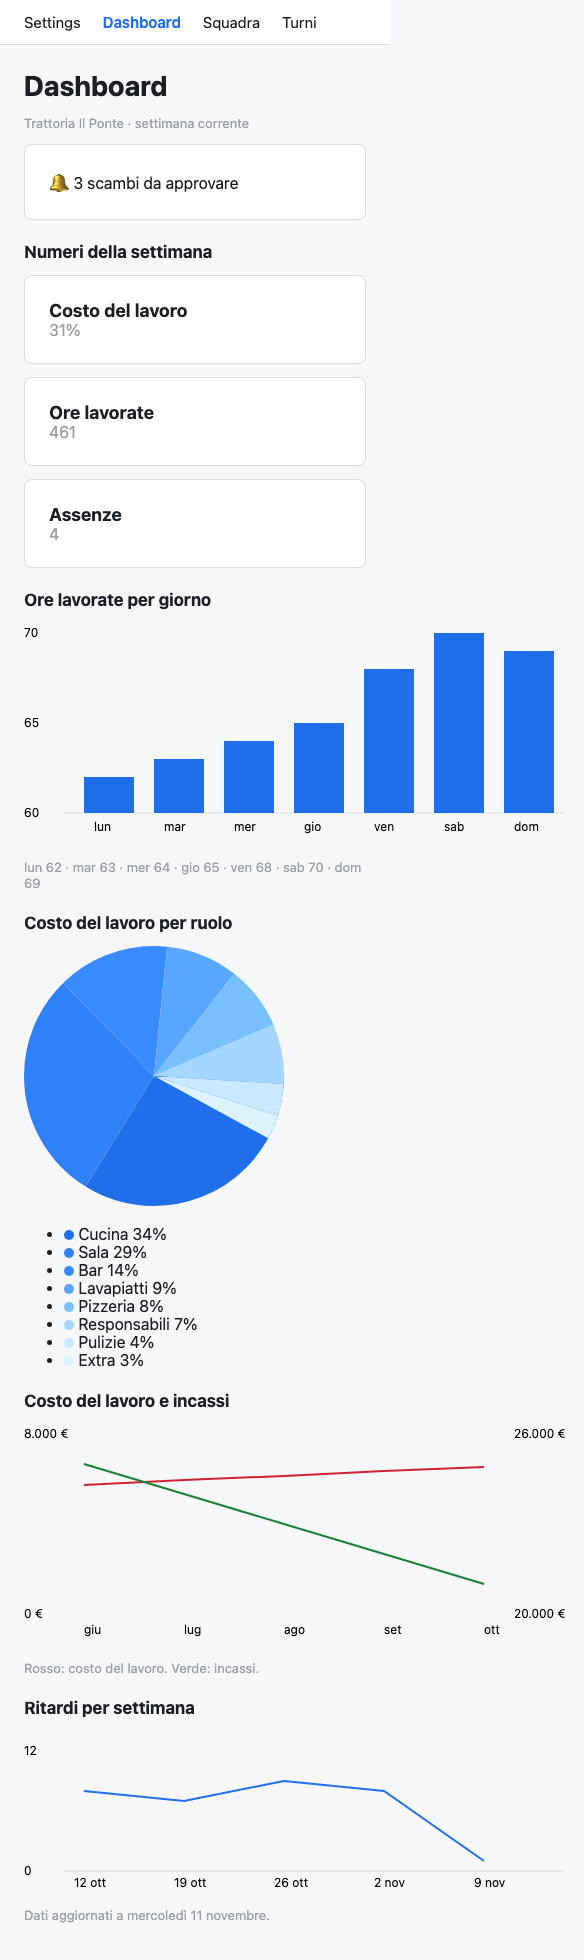 Settings Dashboard Squadra Turni
Dashboard
Trattoria Il Ponte · settimana corrente
🔔 3 scambi da approvare
Numeri della settimana
Costo del lavoro
31%
Ore lavorate
461
Assenze
4
Ore lavorate per giorno
70
65
60
lun mar mer gio ven sab dom
lun 62 · mar 63 · mer 64 · gio 65 · ven 68 · sab 70 · dom
69
Costo del lavoro per ruolo
Cucina 34%
Sala 29%
Bar 14%
Lavapiatti 9%
Pizzeria 8%
Responsabili 7%
Pulizie 4%
Extra 3%
Costo del lavoro e incassi
8.000 € 26.000 €
0 € 20.000 €
giu lug ago set ott
Rosso: costo del lavoro. Verde: incassi.
Ritardi per settimana
12
0
12 ott 19 ott 26 ott 2 nov 9 nov
Dati aggiornati a mercoledì 11 novembre.